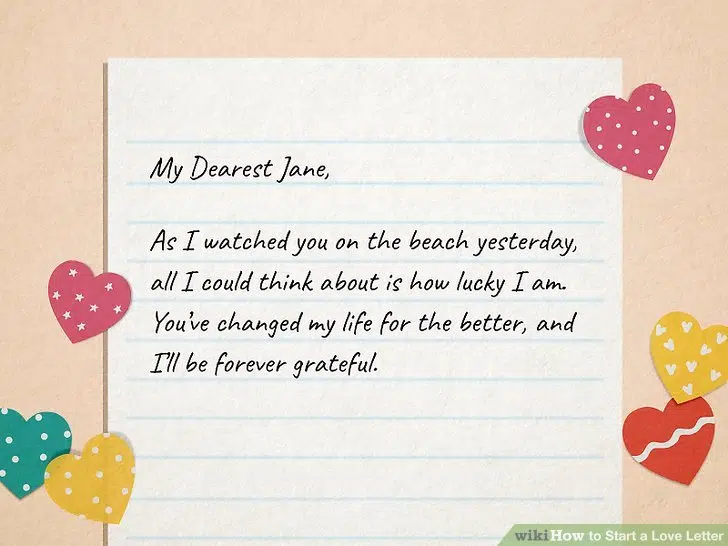 My Dearest Jane,
As I watched you on the beach yesterday,
all I could think about is how lucky I am.
You've changed my life for the better, and
I'll be forever grateful.
wikiHow to Start a Love Letter